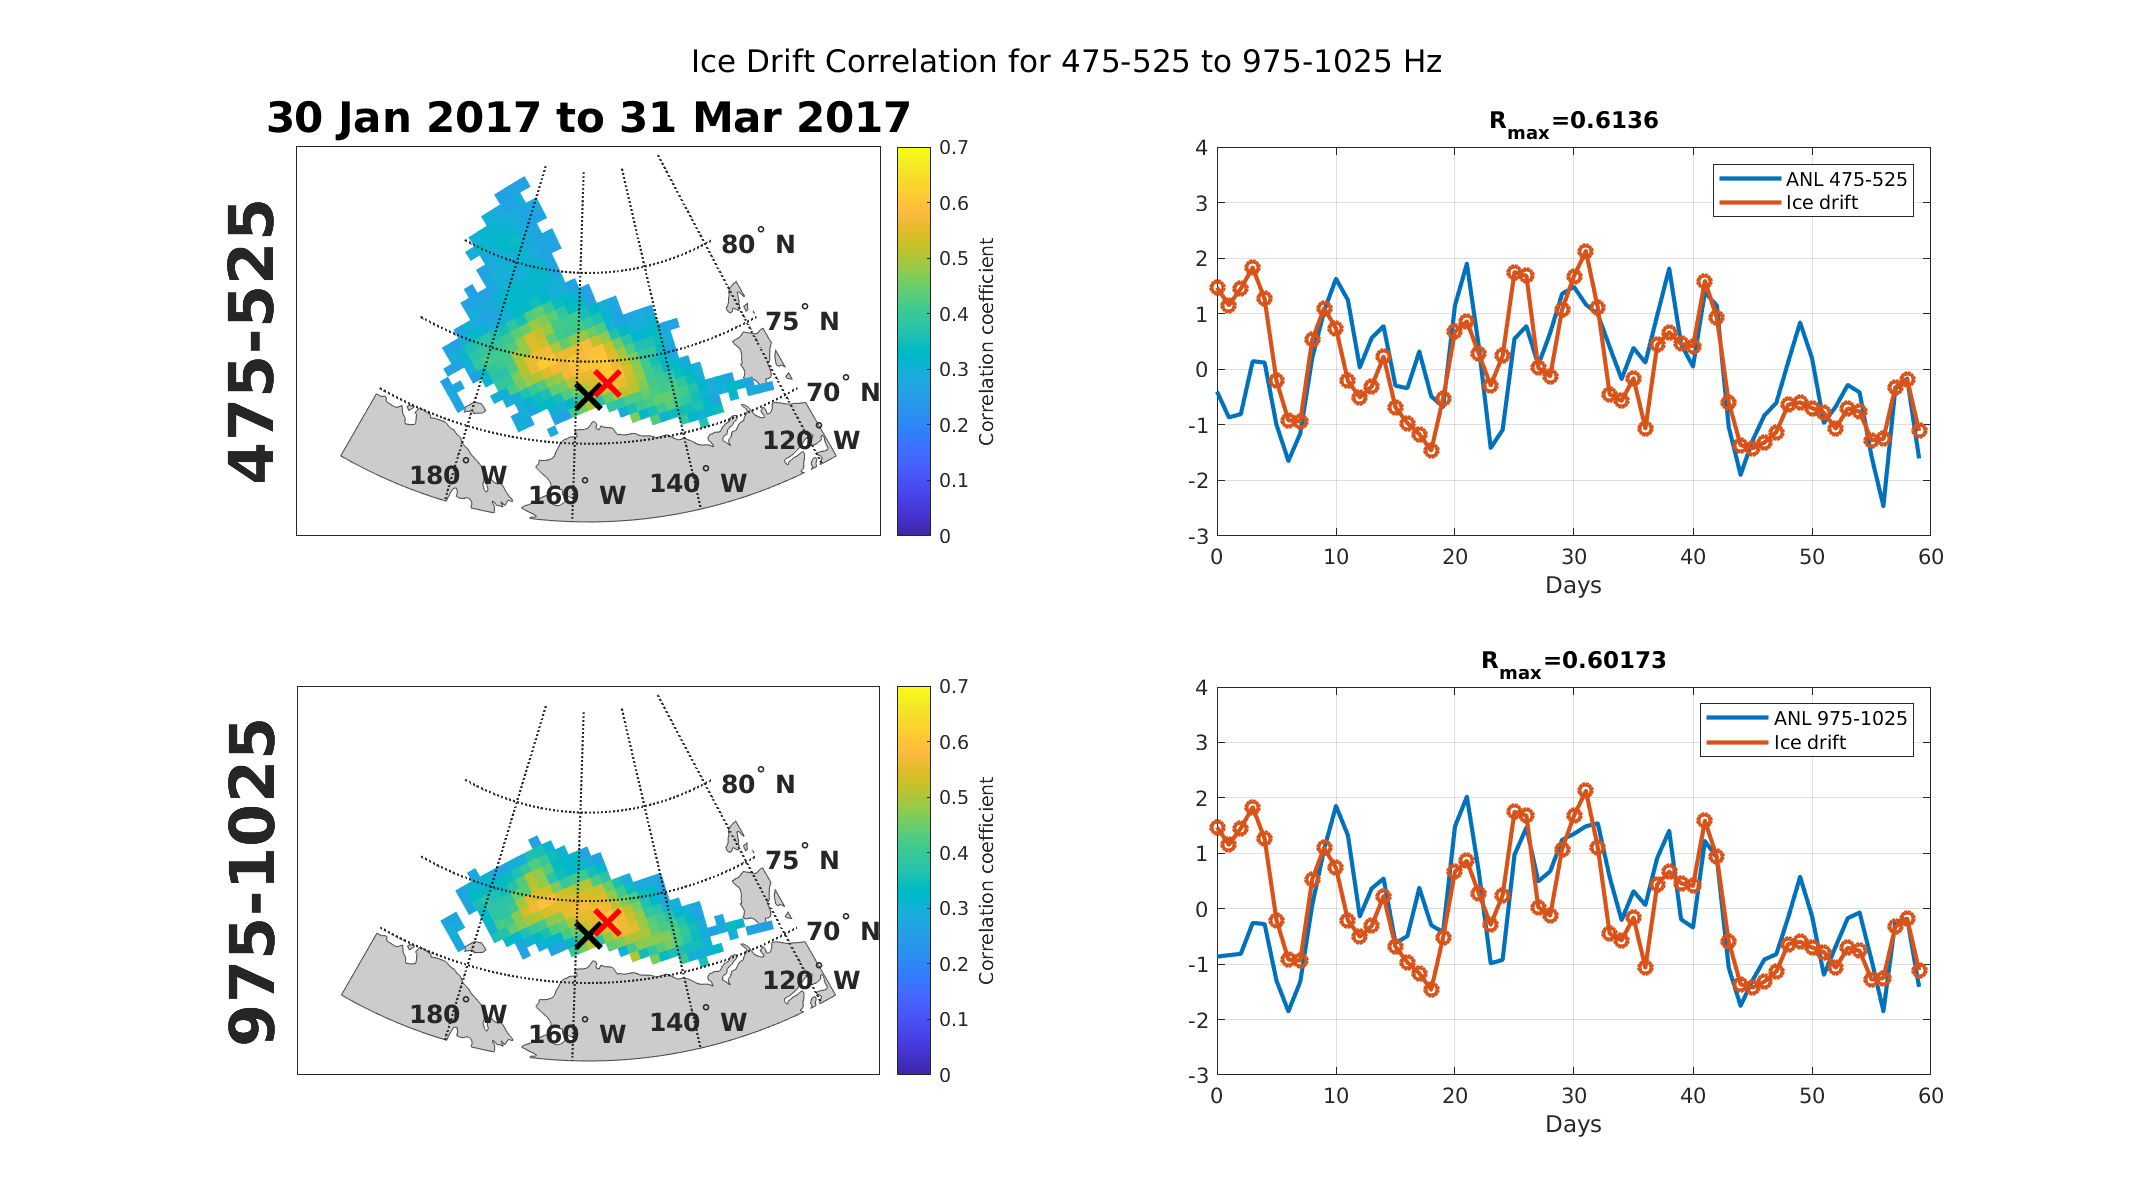 Ice Drift Correlation for 475-525 to 975-1025 Hz
30 Jan 2017 to 31 Mar 2017
475-525
80° N
75° N
70° N
120° W
180° W
160° W
140° W
0.7
0.6
0.5
0.4
0.3
0.2
0.1
0
Correlation coefficient
Rmax=0.6136
4
3
2
1
0
-1
-2
-3
0 10 20 30 40 50 60
Days
ANL 475-525
Ice drift
975-1025
80° N
75° N
70° N
120° W
180° W
160° W
140° W
0.7
0.6
0.5
0.4
0.3
0.2
0.1
0
Correlation coefficient
Rmax=0.60173
4
3
2
1
0
-1
-2
-3
0 10 20 30 40 50 60
Days
ANL 975-1025
Ice drift